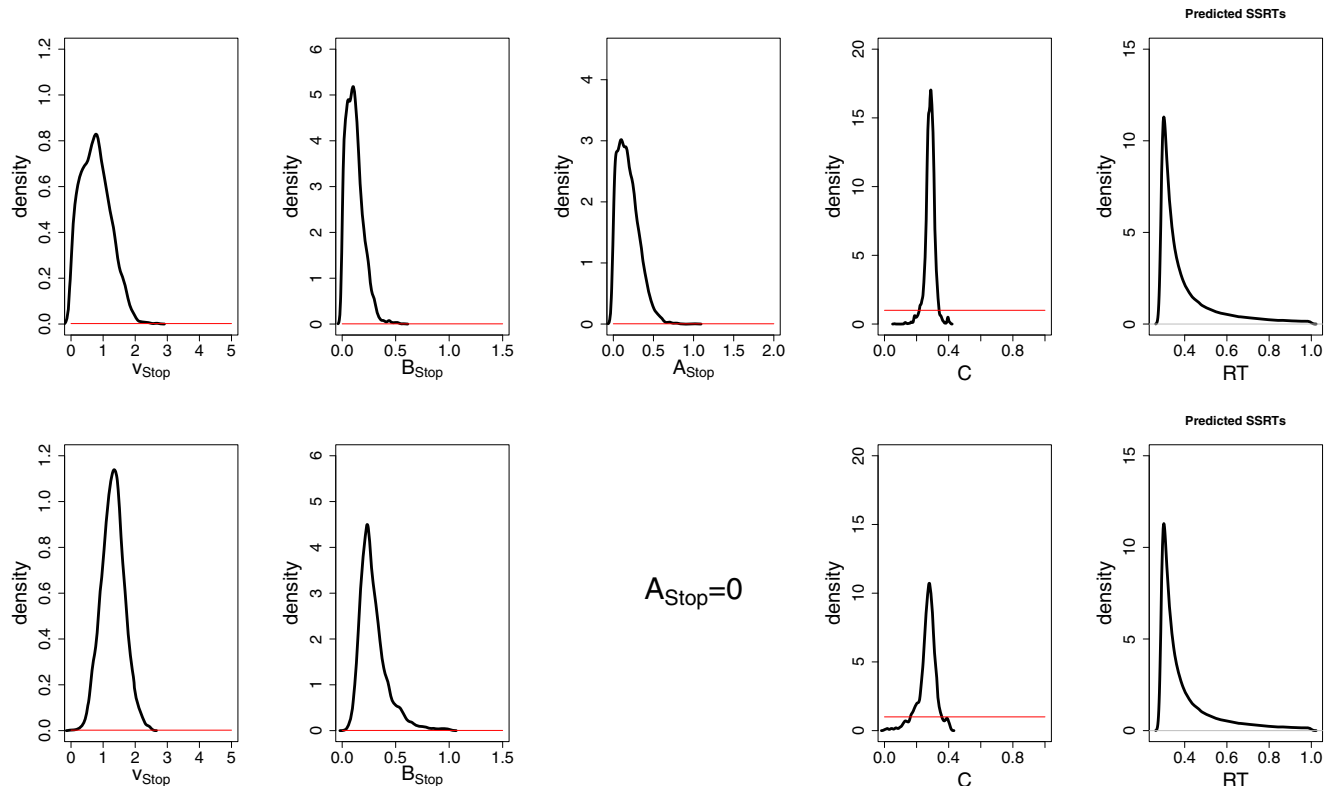 Predicted SSRTs
density
0.0 0.2 0.4 0.6 0.8 1.0 1.2
0 1 2 3 4 5
vStop
density
0 1 2 3 4 5 6
0.0 0.5 1.0 1.5
BStop
density
0 1 2 3 4
0.0 0.5 1.0 1.5 2.0
AStop
density
0 5 10 15 20
0.0 0.4 0.8
C
density
0 5 10 15
0.4 0.6 0.8 1.0
RT
Predicted SSRTs
density
0.0 0.2 0.4 0.6 0.8 1.0 1.2
0 1 2 3 4 5
vStop
density
0 1 2 3 4 5 6
0.0 0.5 1.0 1.5
BStop
AStop=0
density
0 5 10 15 20
0.0 0.4 0.8
C
density
0 5 10 15
0.4 0.6 0.8 1.0
RT